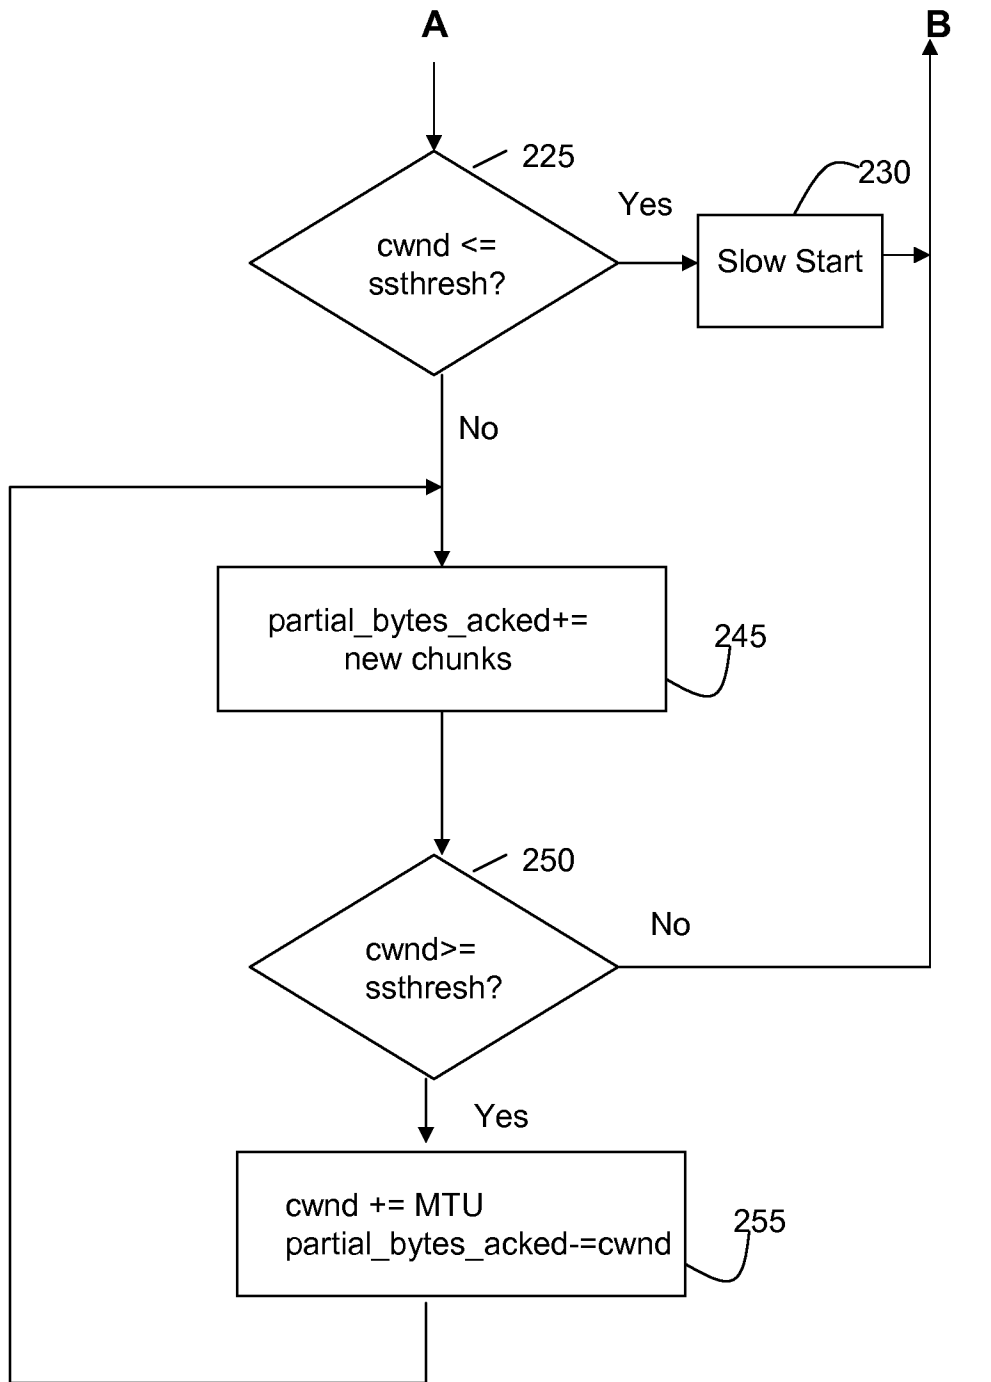 A
B
225
230
Yes
cwnd <=
ssthresh?
Slow Start
No
partial_bytes_acked+=
new chunks
245
250
No
cwnd>=
ssthresh?
Yes
cwnd += MTU
partial_bytes_acked-=cwnd
255